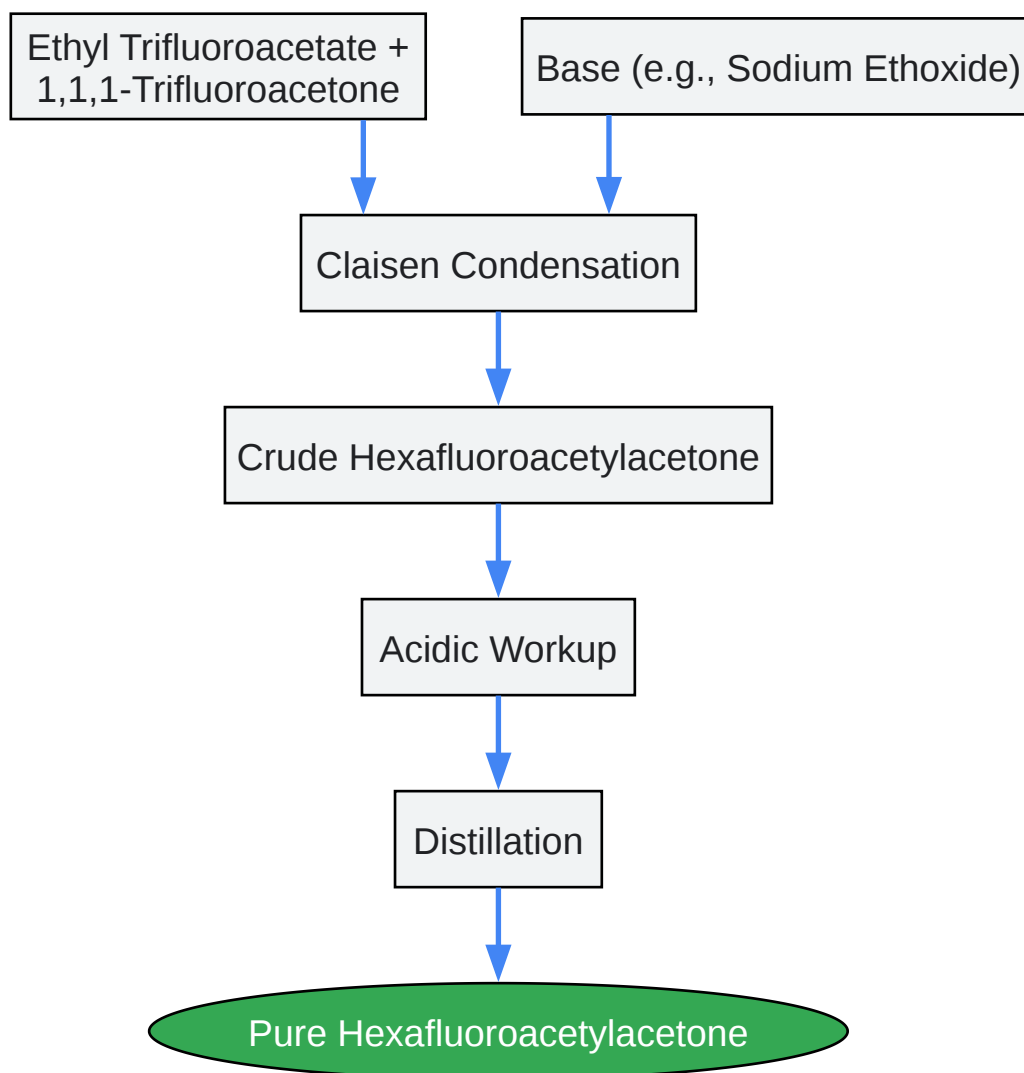 Ethyl Trifluoroacetate +
1,1,1-Trifluoroacetone
Base (e.g., Sodium Ethoxide)
Claisen Condensation
Crude Hexafluoroacetylacetone
Acidic Workup
Distillation
Pure Hexafluoroacetylacetone